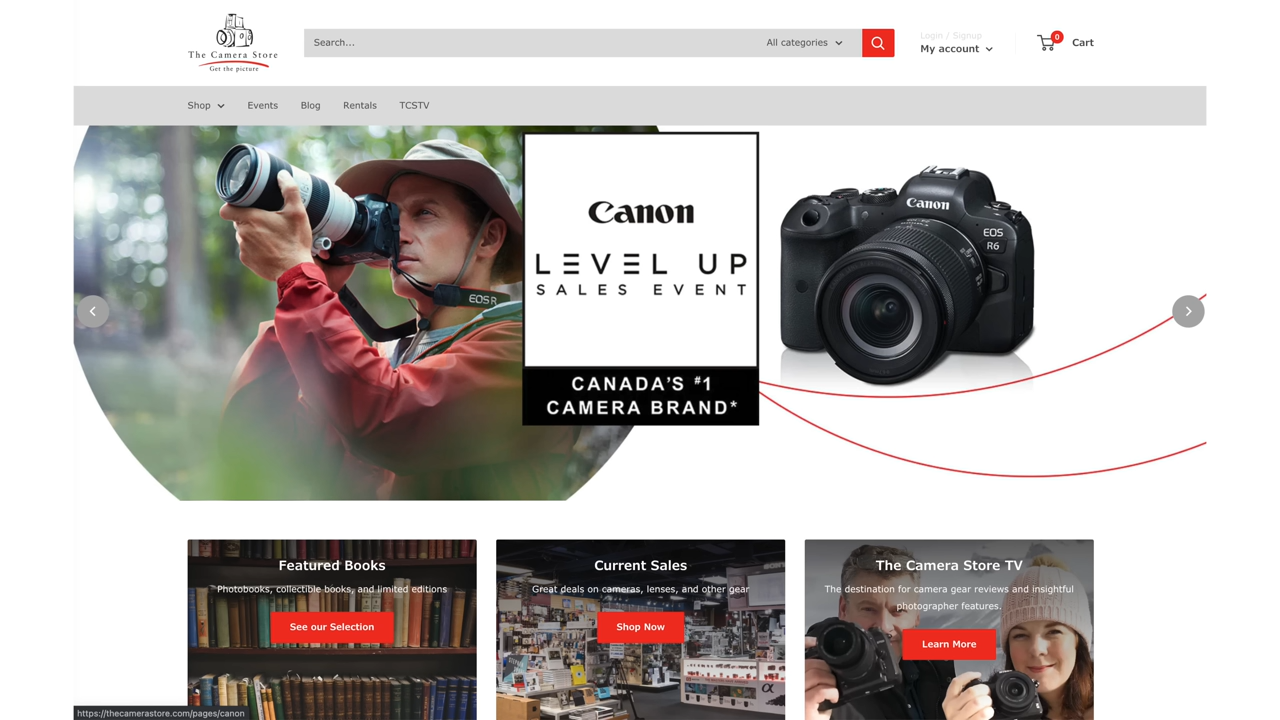 The Camera Store
Get the picture
Search...
All categories
Login / Signup
My account
0
Cart
Shop
Events
Blog
Rentals
TCSTV
EOS R
Canon
LEVEL UP
SALES EVENT
CANADA'S #1
CAMERA BRAND*
Canon
EOS
R6
Featured Books
Photobooks, collectible books, and limited editions
See our Selection
Current Sales
Great deals on cameras, lenses, and other gear
Shop Now
α
The Camera Store TV
The destination for camera gear reviews and insightful
photographer features.
Learn More
https://thecamerastore.com/pages/canon